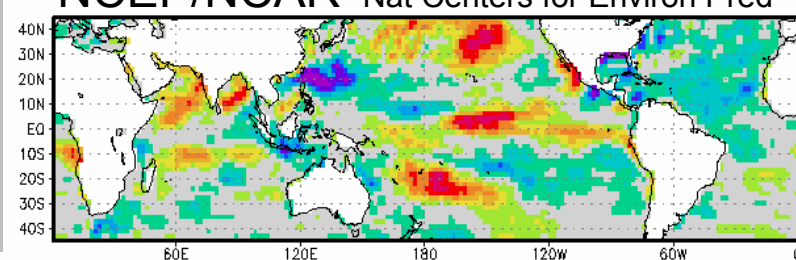 NCEP/NCAR Nat Centers for Environ Pred
40N
30N
20N
10N
EQ
10S
20S
30S
40S
60E 120E 180 120W 60W